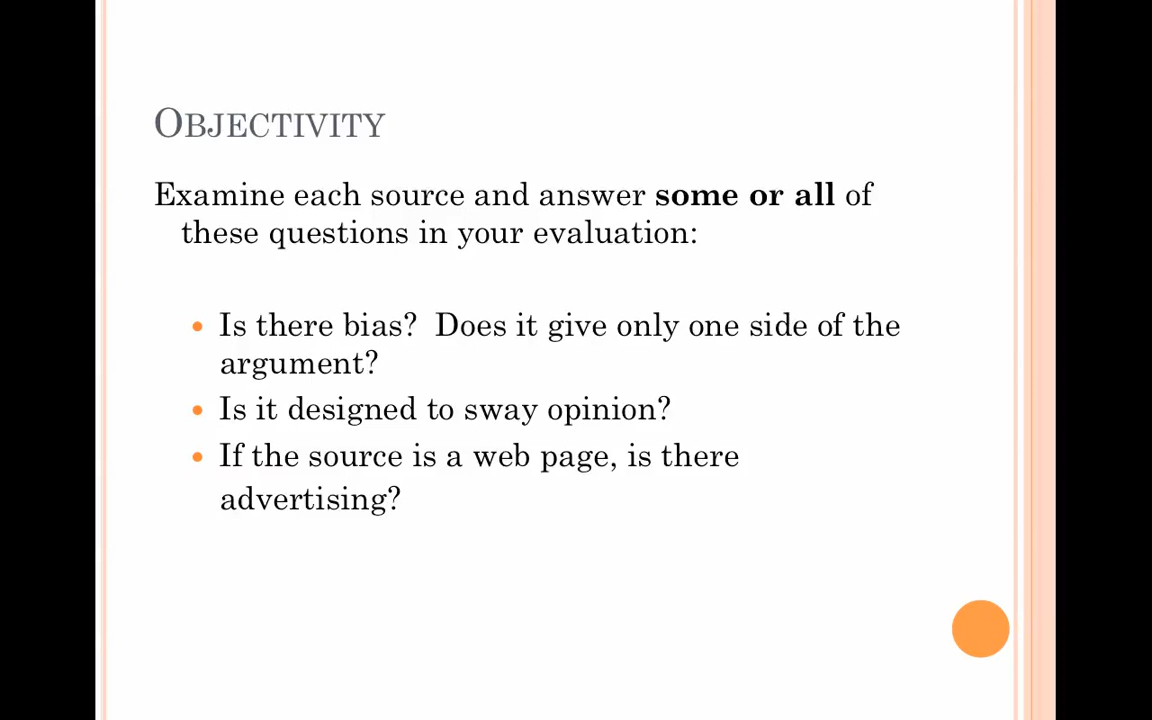 OBJECTIVITY
Examine each source and answer some or all of
these questions in your evaluation:
• Is there bias?  Does it give only one side of the
argument?
• Is it designed to sway opinion?
• If the source is a web page, is there
advertising?